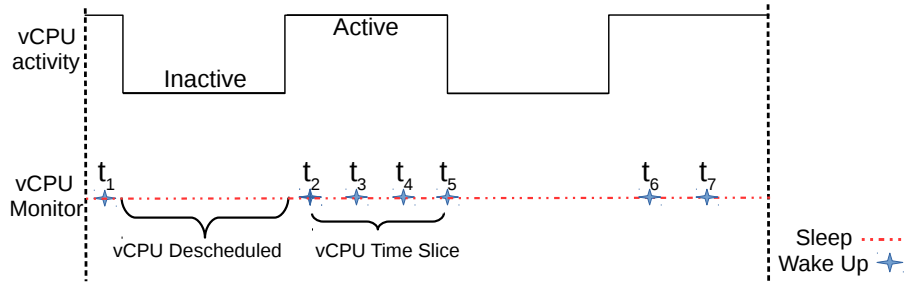 vCPU
activity
Active
Inactive
vCPU
Monitor
t1
t2
t3
t4
t5
t6
t7
vCPU Descheduled
vCPU Time Slice
Sleep
Wake Up